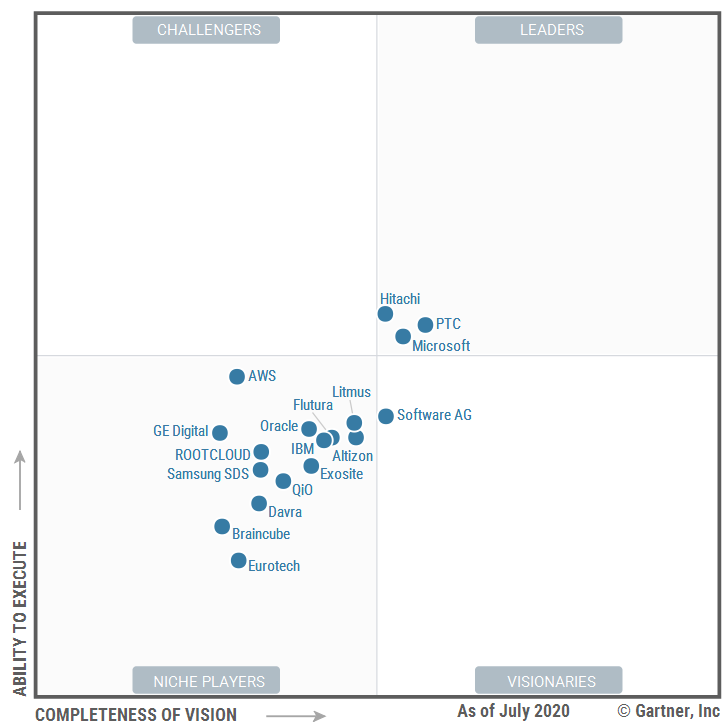 CHALLENGERS
LEADERS
Hitachi
PTC
Microsoft
AWS
Litmus
Flutura
Software AG
Oracle
GE Digital
IBM
Altizon
ROOTCLOUD
Samsung SDS
Exosite
QiO
Davra
Braincube
Eurotech
ABILITY TO EXECUTE
NICHE PLAYERS
VISIONARIES
COMPLETENESS OF VISION
As of July 2020
© Gartner, Inc